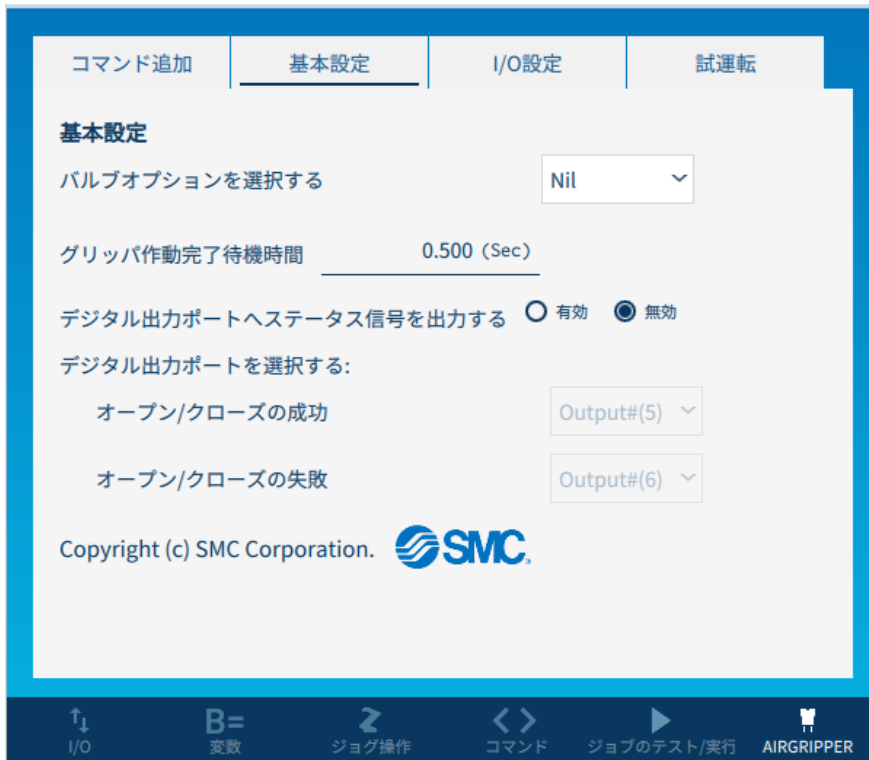 コマンド追加 基本設定 I/O設定 試運転
基本設定
バルブオプションを選択する Nil
グリッパ作動完了待機時間 0.500 (Sec)
デジタル出力ポートへステータス信号を出力する 有効 無効
デジタル出力ポートを選択する:
オープン/クローズの成功 Output#(5)
オープン/クローズの失敗 Output#(6)
Copyright (c) SMC Corporation. SMC
B=
I/O 変数 ジョグ操作 コマンド ジョブのテスト/実行 AIRGRIPPER